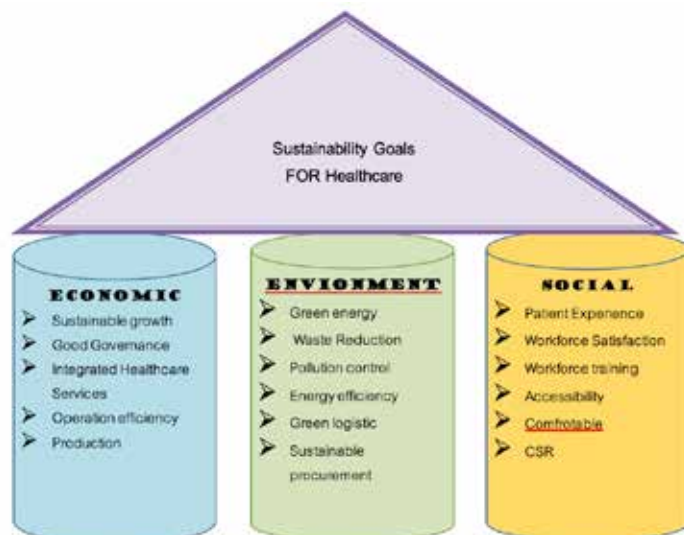 Sustainability Goals
FOR Healthcare
ECONOMIC
➢ Sustainable growth
➢ Good Governance
➢ Integrated Healthcare
Services
➢ Operation efficiency
➢ Production
ENVIONMENT
➢ Green energy
➢ Waste Reduction
➢ Pollution control
➢ Energy efficiency
➢ Green logistic
➢ Sustainable
procurement
SOCIAL
➢ Patient Experience
➢ Workforce Satisfaction
➢ Workforce training
➢ Accessibility
➢ Comfrotable
➢ CSR